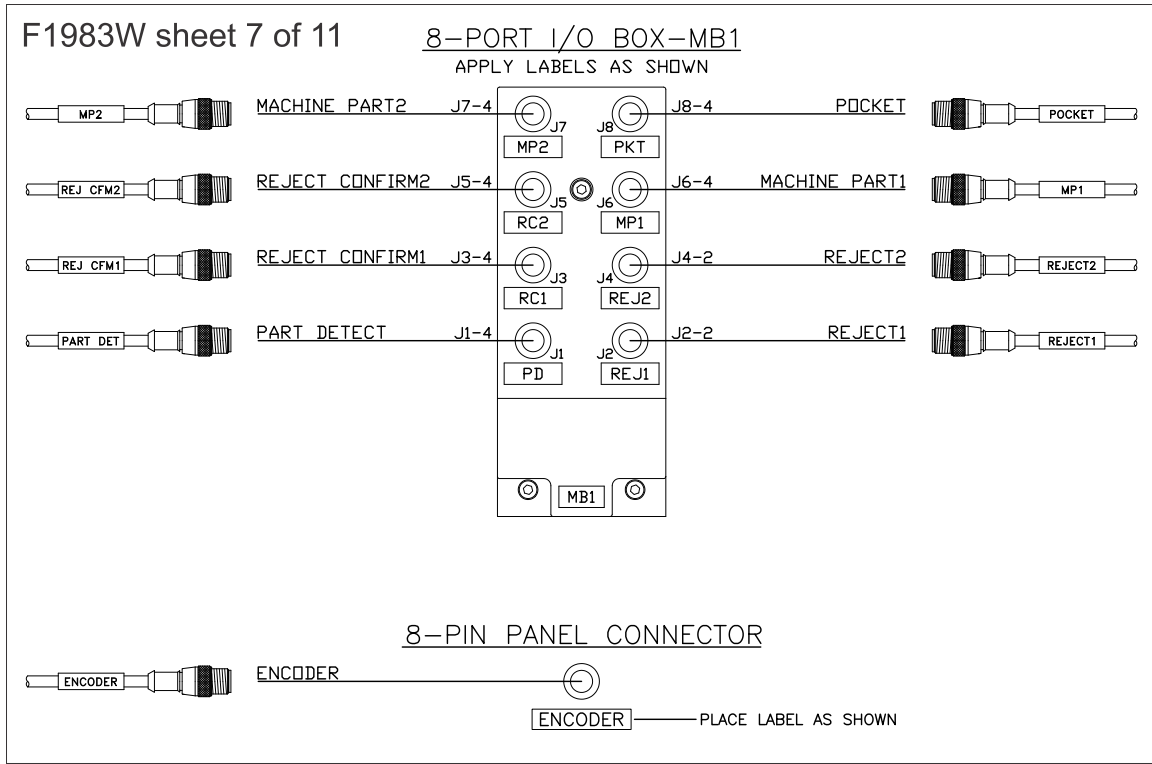 F1983W sheet 7 of 11
8-PORT I/O BOX-MB1
APPLY LABELS AS SHOWN
MP2 MACHINE PART2 J7-4 J7 J8 J8-4 POCKET POCKET
MP2 PKT
REJ CFM2 REJECT CONFIRM2 J5-4 J5 J6 J6-4 MACHINE PART1 MP1
RC2 MP1
REJ CFM1 REJECT CONFIRM1 J3-4 J3 J4 J4-2 REJECT2 REJECT2
RC1 REJ2
PART DET PART DETECT J1-4 J1 J2 J2-2 REJECT1 REJECT1
PD REJ1
MB1
8-PIN PANEL CONNECTOR
ENCODER ENCODER
ENCODER PLACE LABEL AS SHOWN